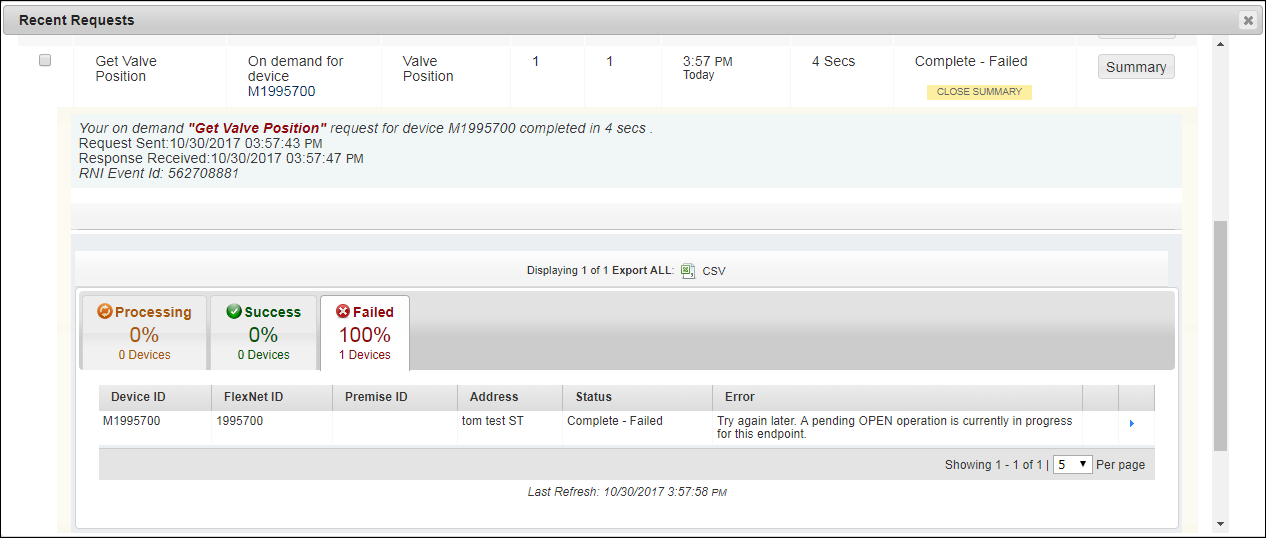 Recent Requests
Get Valve Position
On demand for device M1995700
Valve Position
1
1
3:57 PM
Today
4 Secs
Complete - Failed
CLOSE SUMMARY
Summary
Your on demand "Get Valve Position" request for device M1995700 completed in 4 secs .
Request Sent:10/30/2017 03:57:43 PM
Response Received:10/30/2017 03:57:47 PM
RNI Event Id: 562708881
Displaying 1 of 1 Export ALL: CSV
Processing
0%
0 Devices
Success
0%
0 Devices
Failed
100%
1 Devices
Device ID FlexNet ID Premise ID Address Status Error
M1995700 1995700 tom test ST Complete - Failed Try again later. A pending OPEN operation is currently in progress
for this endpoint.
Showing 1 - 1 of 1 | 5 Per page
Last Refresh: 10/30/2017 3:57:58 PM